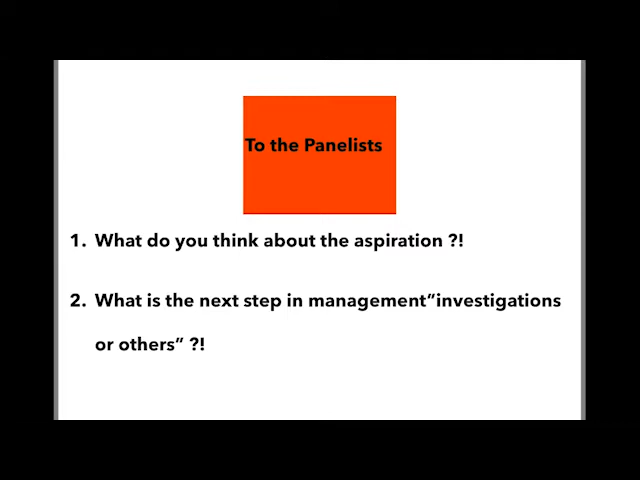 To the Panelists
1. What do you think about the aspiration ?!
2. What is the next step in management”investigations
or others” ?!